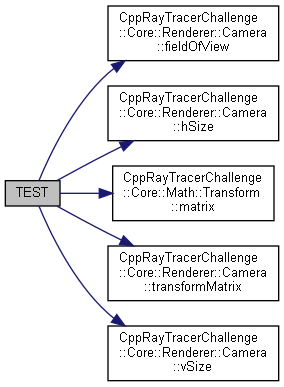 CppRayTracerChallenge
::Core::Renderer::Camera
::fieldOfView
CppRayTracerChallenge
::Core::Renderer::Camera
::hSize
TEST
CppRayTracerChallenge
::Core::Math::Transform
::matrix
CppRayTracerChallenge
::Core::Renderer::Camera
::transformMatrix
CppRayTracerChallenge
::Core::Renderer::Camera
::vSize